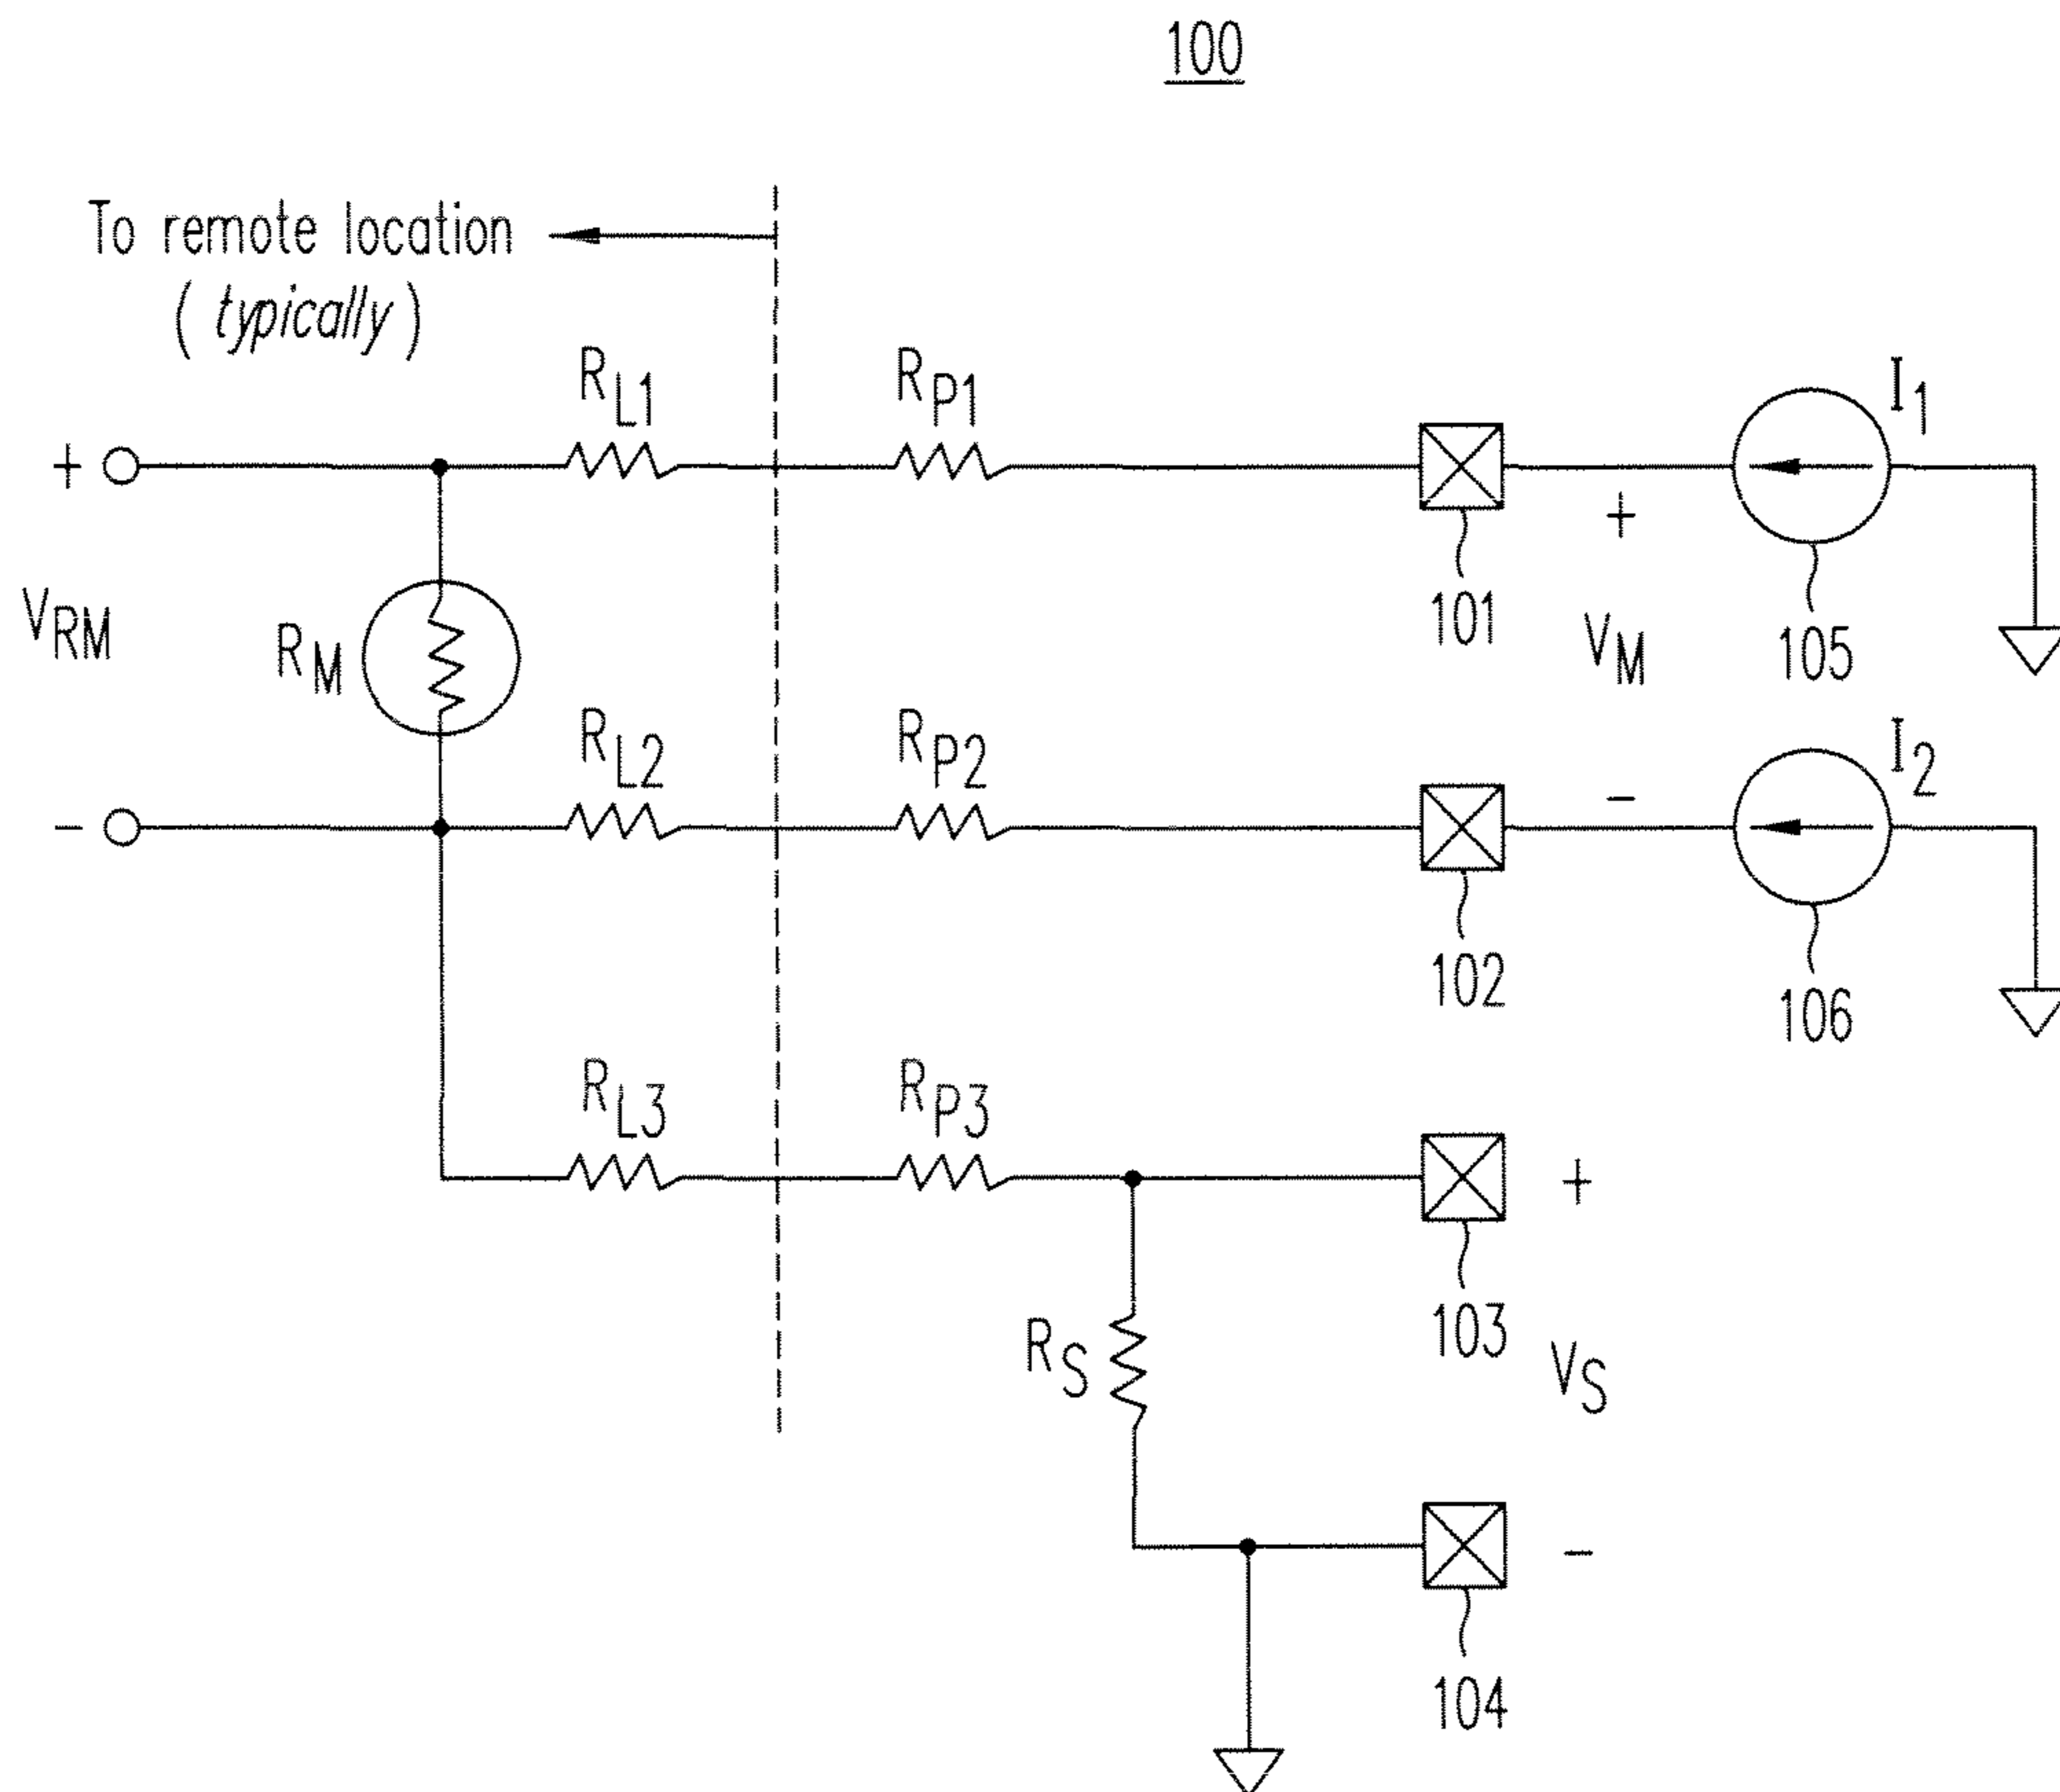 100
To remote location
( typically )
RL1
RP1
I1
+
+
101
VM
105
VRM
RM
RL2
RP2
I2
-
-
102
106
RL3
RP3
+
103
RS
VS
-
104